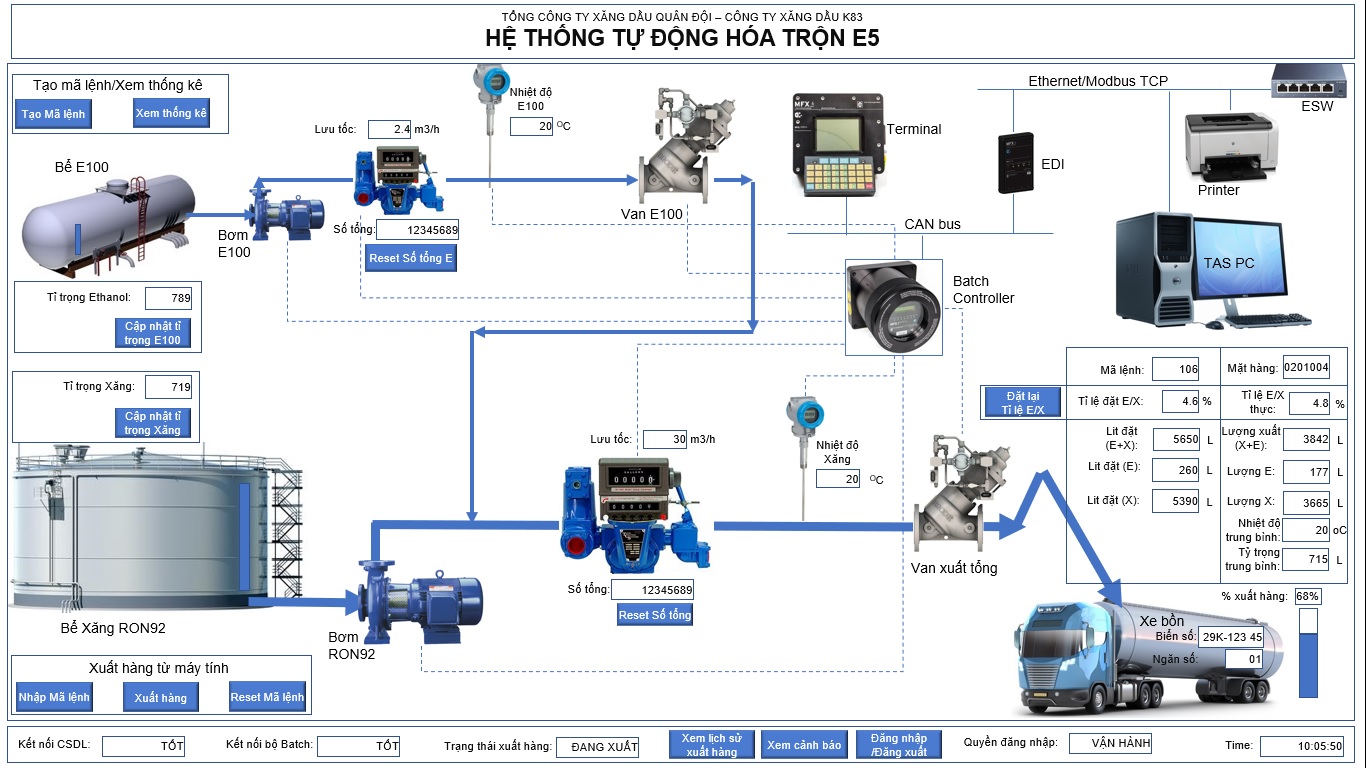 TỔNG CÔNG TY XĂNG DẦU QUÂN ĐỘI – CÔNG TY XĂNG DẦU K83
HỆ THỐNG TỰ ĐỘNG HÓA TRỘN E5
Tạo mã lệnh/Xem thống kê
Tạo Mã lệnh
Xem thống kê
Nhiệt độ
E100
20 OC
Lưu tốc: 2.4 m3/h
Bể E100
Bơm
E100
Số tổng: 12345689
Reset Số tổng E
Van E100
MFX 4
Terminal
Ethernet/Modbus TCP
ESW
EDI
Printer
CAN bus
TAS PC
Batch
Controller
Tỉ trọng Ethanol: 789
Cập nhật tỉ
trọng E100
Tỉ trọng Xăng: 719
Cập nhật tỉ
trọng Xăng
Lưu tốc: 30 m3/h
GALLONS
Nhiệt độ
Xăng
20 OC
Số tổng: 12345689
Reset Số tổng
Van xuất tổng
Bể Xăng RON92
Bơm
RON92
Mã lệnh: 106
Mặt hàng: 0201004
Đặt lại
Tỉ lệ E/X
Tỉ lệ đặt E/X: 4.6 %
Tỉ lệ E/X
thực: 4.8 %
Lit đặt
(E+X): 5650 L
Lượng xuất
(X+E): 3842 L
Lit đặt (E): 260 L
Lượng E: 177 L
Lit đặt (X): 5390 L
Lượng X: 3665 L
Nhiệt độ
trung bình: 20 oC
Tỷ trọng
trung bình: 715 L
% xuất hàng: 68%
Xe bồn
Biển số: 29K-123 45
Ngăn số: 01
Xuất hàng từ máy tính
Nhập Mã lệnh
Xuất hàng
Reset Mã lệnh
Kết nối CSDL: TỐT
Kết nối bộ Batch: TỐT
Trạng thái xuất hàng: ĐANG XUẤT
Xem lịch sử
xuất hàng
Xem cảnh báo
Đăng nhập
/Đăng xuất
Quyền đăng nhập: VẬN HÀNH
Time: 10:05:50